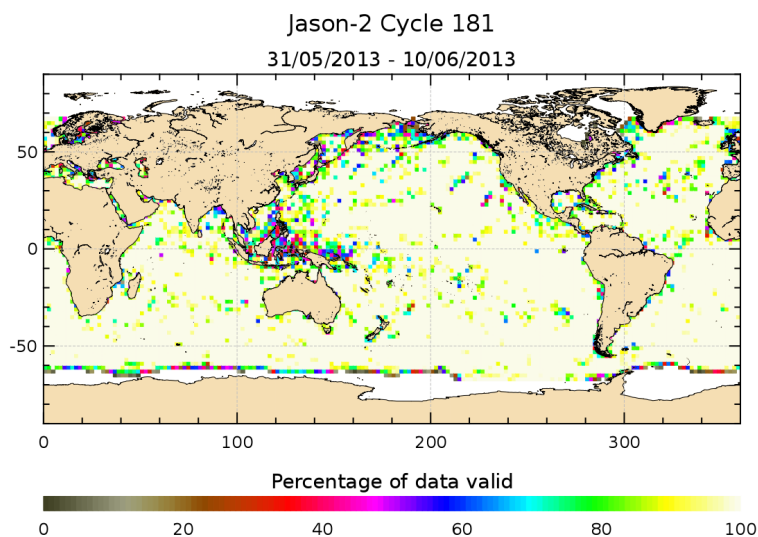 Jason-2 Cycle 181
31/05/2013 - 10/06/2013
50
0
-50
0 100 200 300
Percentage of data valid
0 20 40 60 80 100